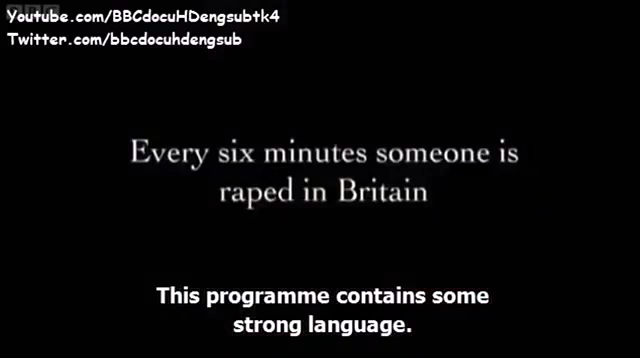 Youtube.com/BBCdocuHDengsubtk4
Twitter.com/bbcdocuhdengsub
Every six minutes someone is
raped in Britain
This programme contains some
strong language.